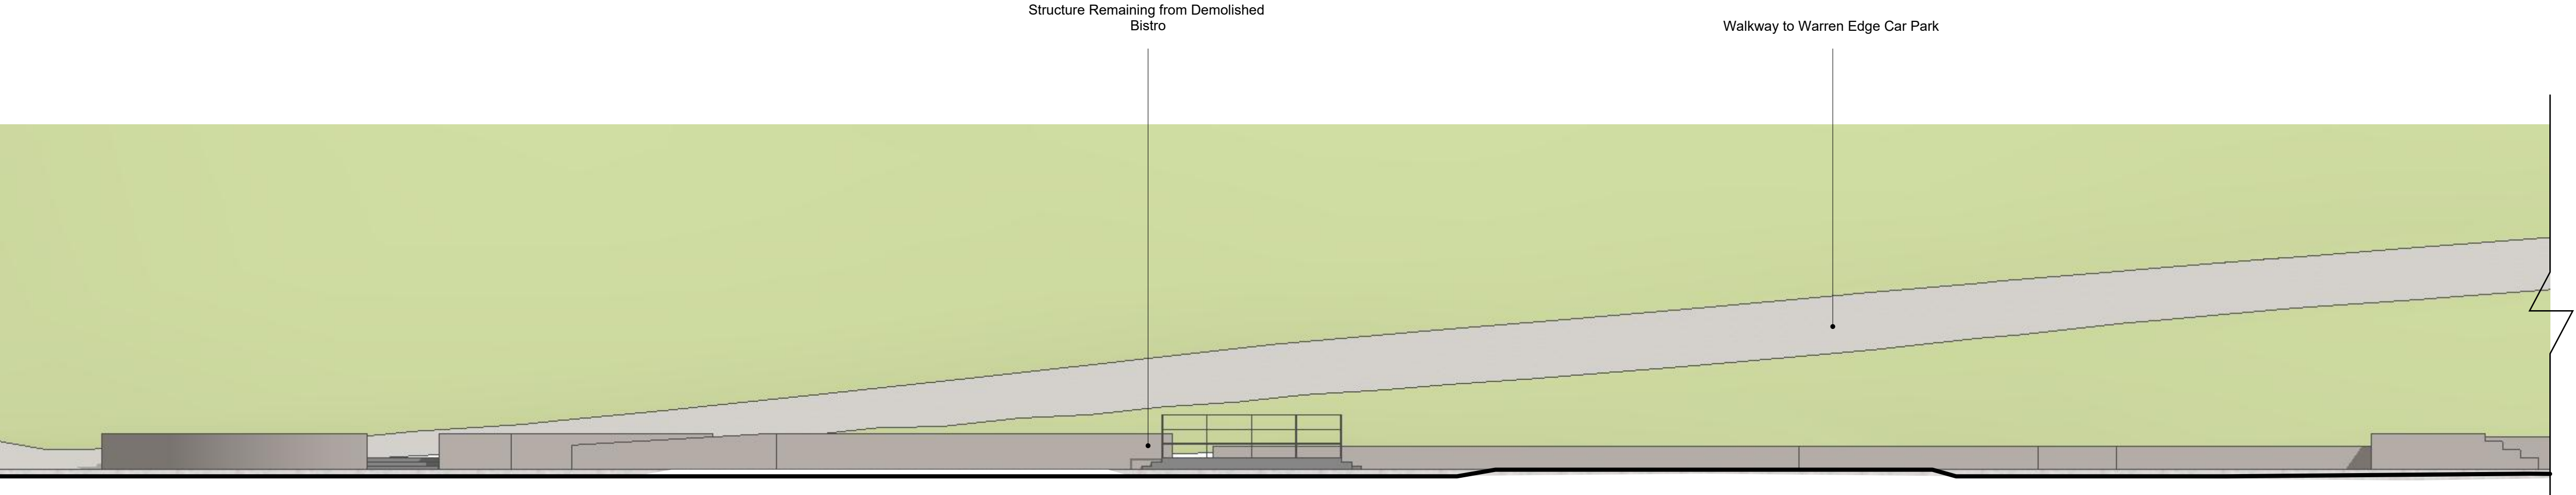 Structure Remaining from Demolished
Bistro
Walkway to Warren Edge Car Park